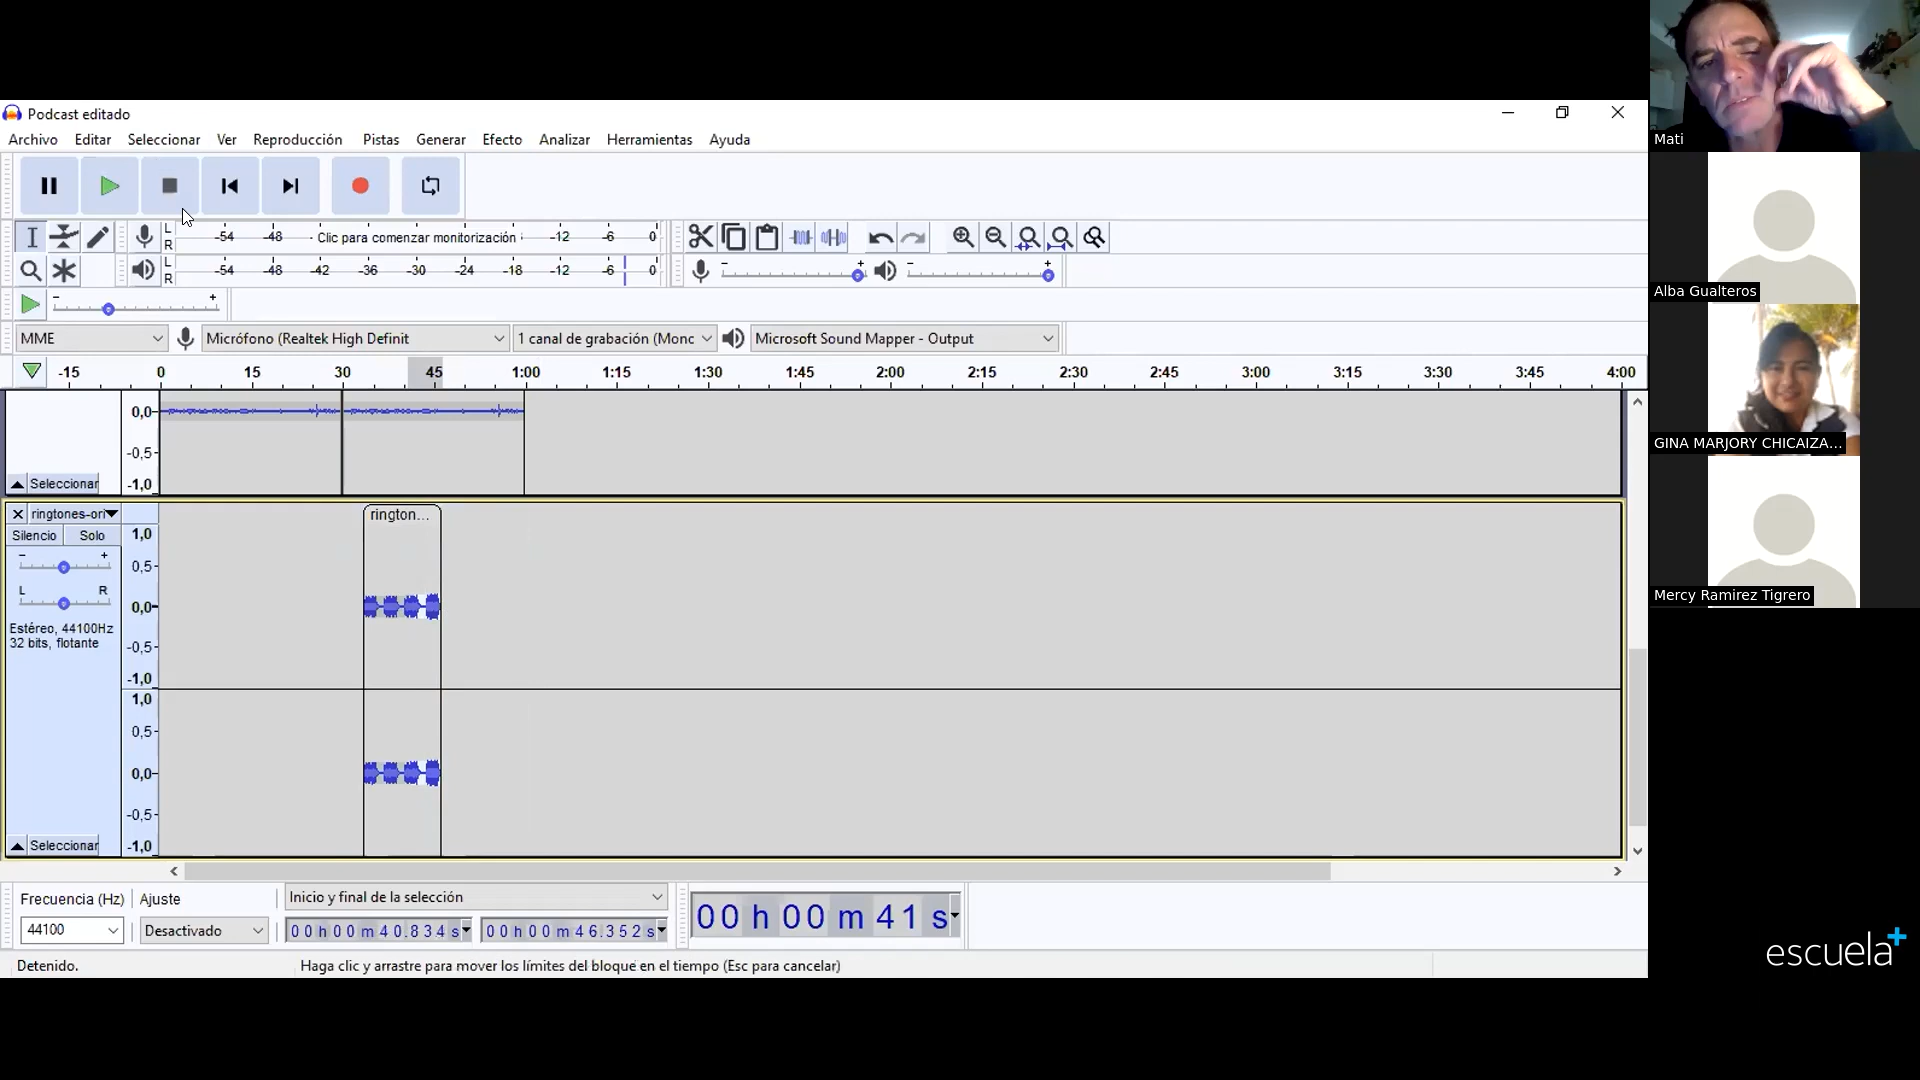 Podcast editado
Archivo Editar Seleccionar Ver Reproducción Pistas Generar Efecto Analizar Herramientas Ayuda
L
R
-54 -48 - Clic para comenzar monitorización -12 -6 0
L
R
-54 -48 -42 -36 -30 -24 -18 -12 -6 0
- +
- +
- +
MME Micrófono (Realtek High Definit 1 canal de grabación (Monc Microsoft Sound Mapper - Output
-15 0 15 30 45 1:00 1:15 1:30 1:45 2:00 2:15 2:30 2:45 3:00 3:15 3:30 3:45 4:00
0,0
-0,5
Seleccionar -1,0
ringtones-ori rington...
Silencio Solo 1,0
- +
0,5
L R
0,0
Estéreo, 44100Hz
32 bits, flotante
-0,5
-1,0
1,0
0,5
0,0
-0,5
Seleccionar -1,0
Frecuencia (Hz) Ajuste Inicio y final de la selección
44100 Desactivado 00 h 00 m 40.834 s 00 h 00 m 46.352 s 00 h 00 m 41 s
Detenido. Haga clic y arrastre para mover los límites del bloque en el tiempo (Esc para cancelar)
Mati
Alba Gualteros
GINA MARJORY CHICAIZA...
Mercy Ramirez Tigrero
escuela+